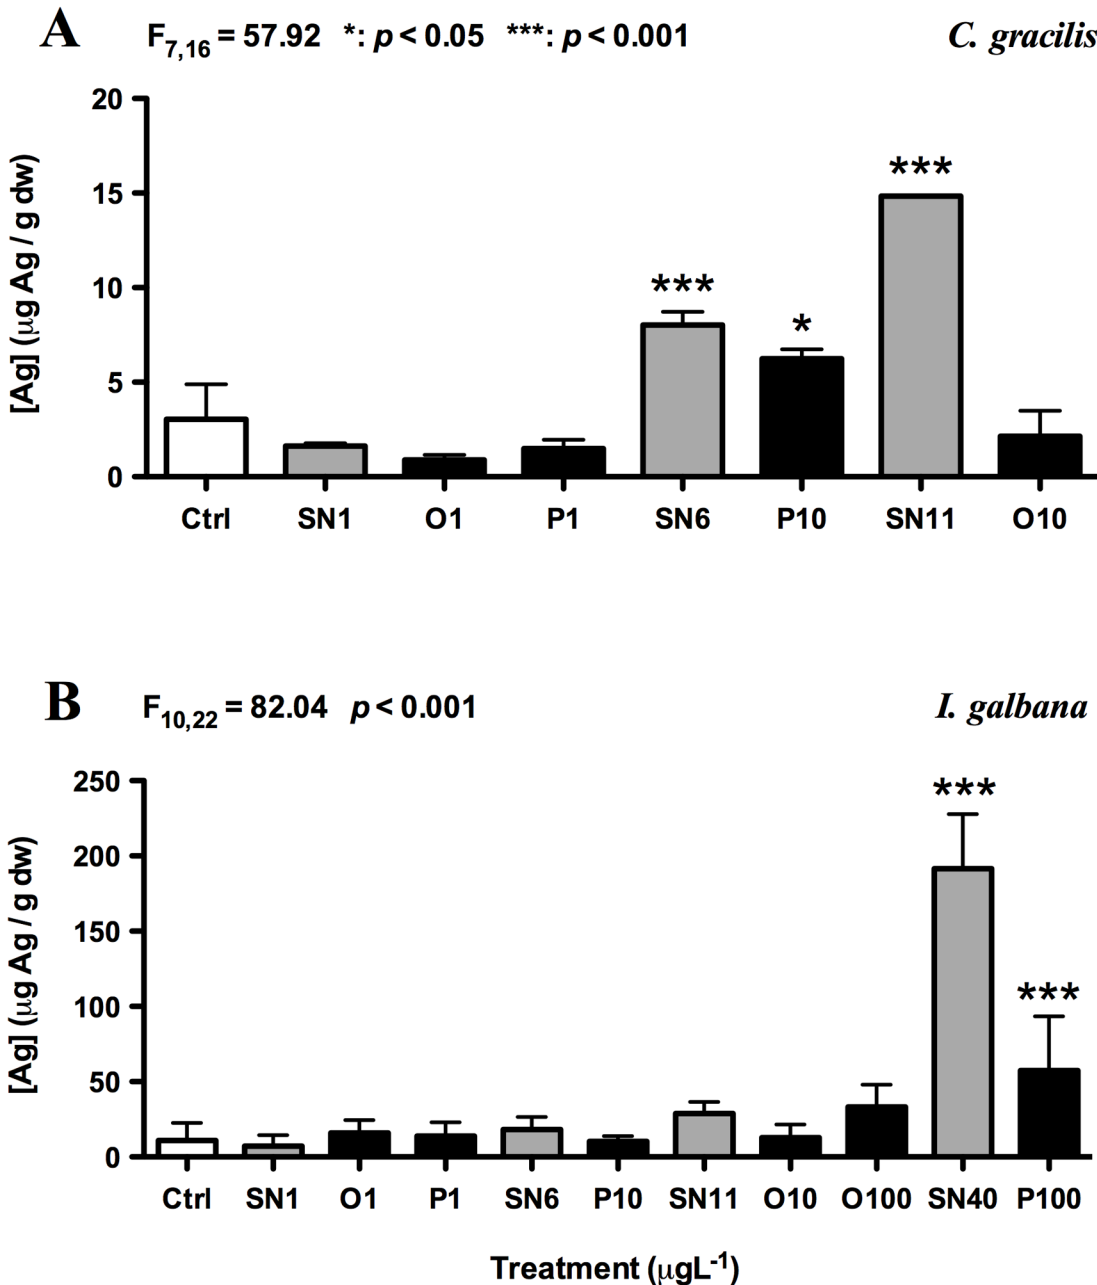 A F7,16 = 57.92 *: p < 0.05 ***: p < 0.001 C. gracilis
[Ag] (μg Ag / g dw)
20
15
10
5
0
***
*
***
Ctrl SN1 O1 P1 SN6 P10 SN11 O10
B F10,22 = 82.04 p < 0.001 I. galbana
[Ag] (μg Ag / g dw)
250
200
150
100
50
0
***
***
Ctrl SN1 O1 P1 SN6 P10 SN11 O10 O100 SN40 P100
Treatment (μgL-1)